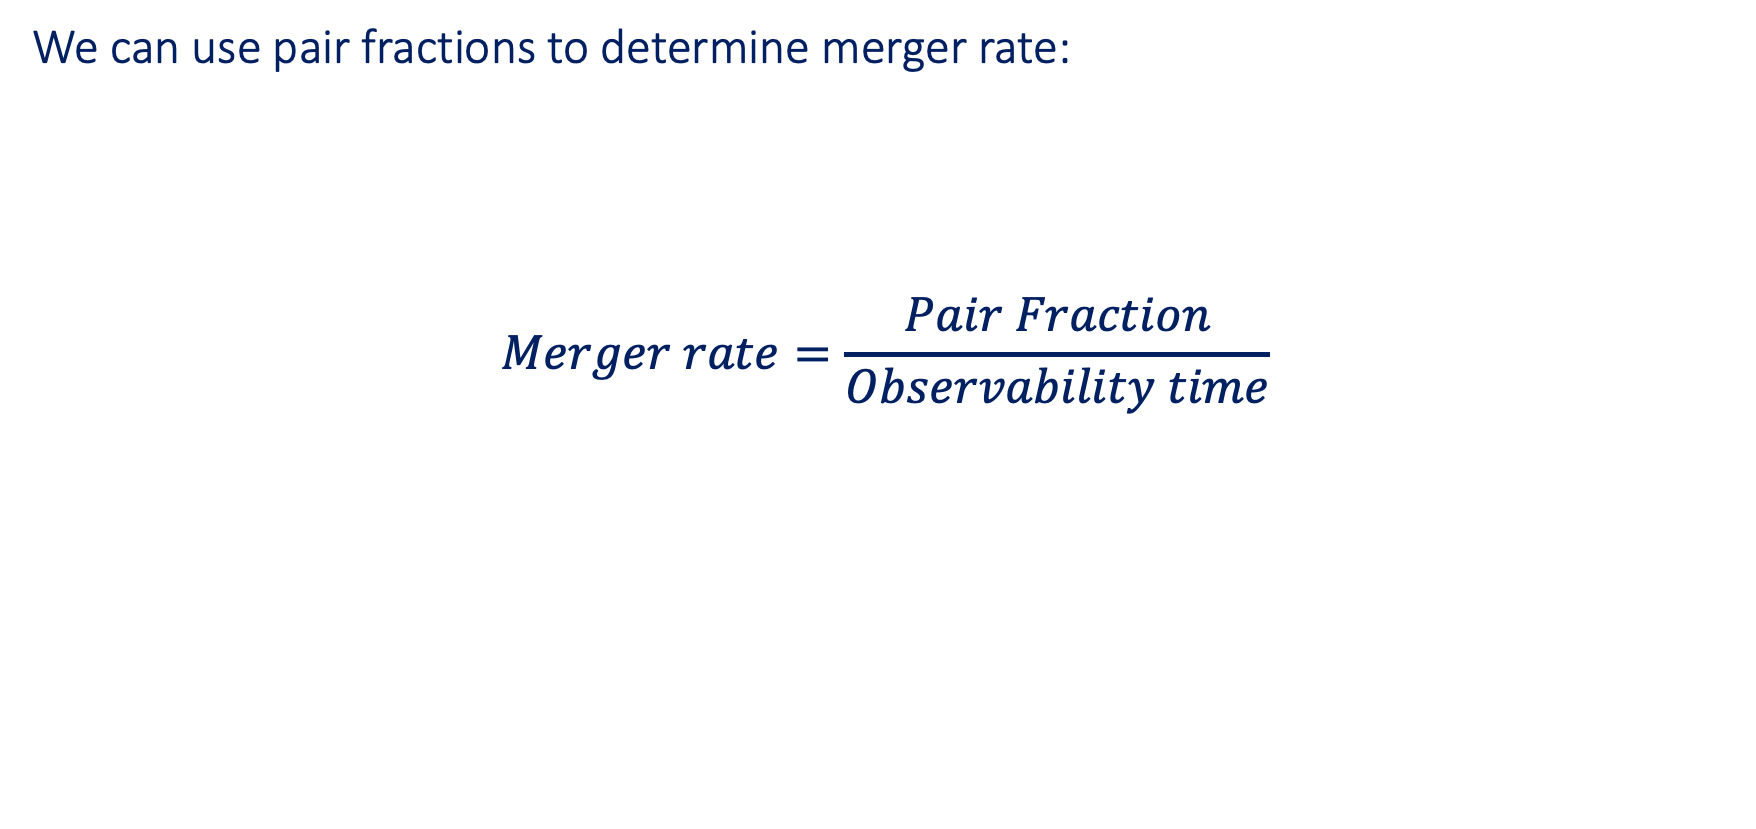 We can use pair fractions to determine merger rate:
Merger rate = Pair Fraction / Observability time